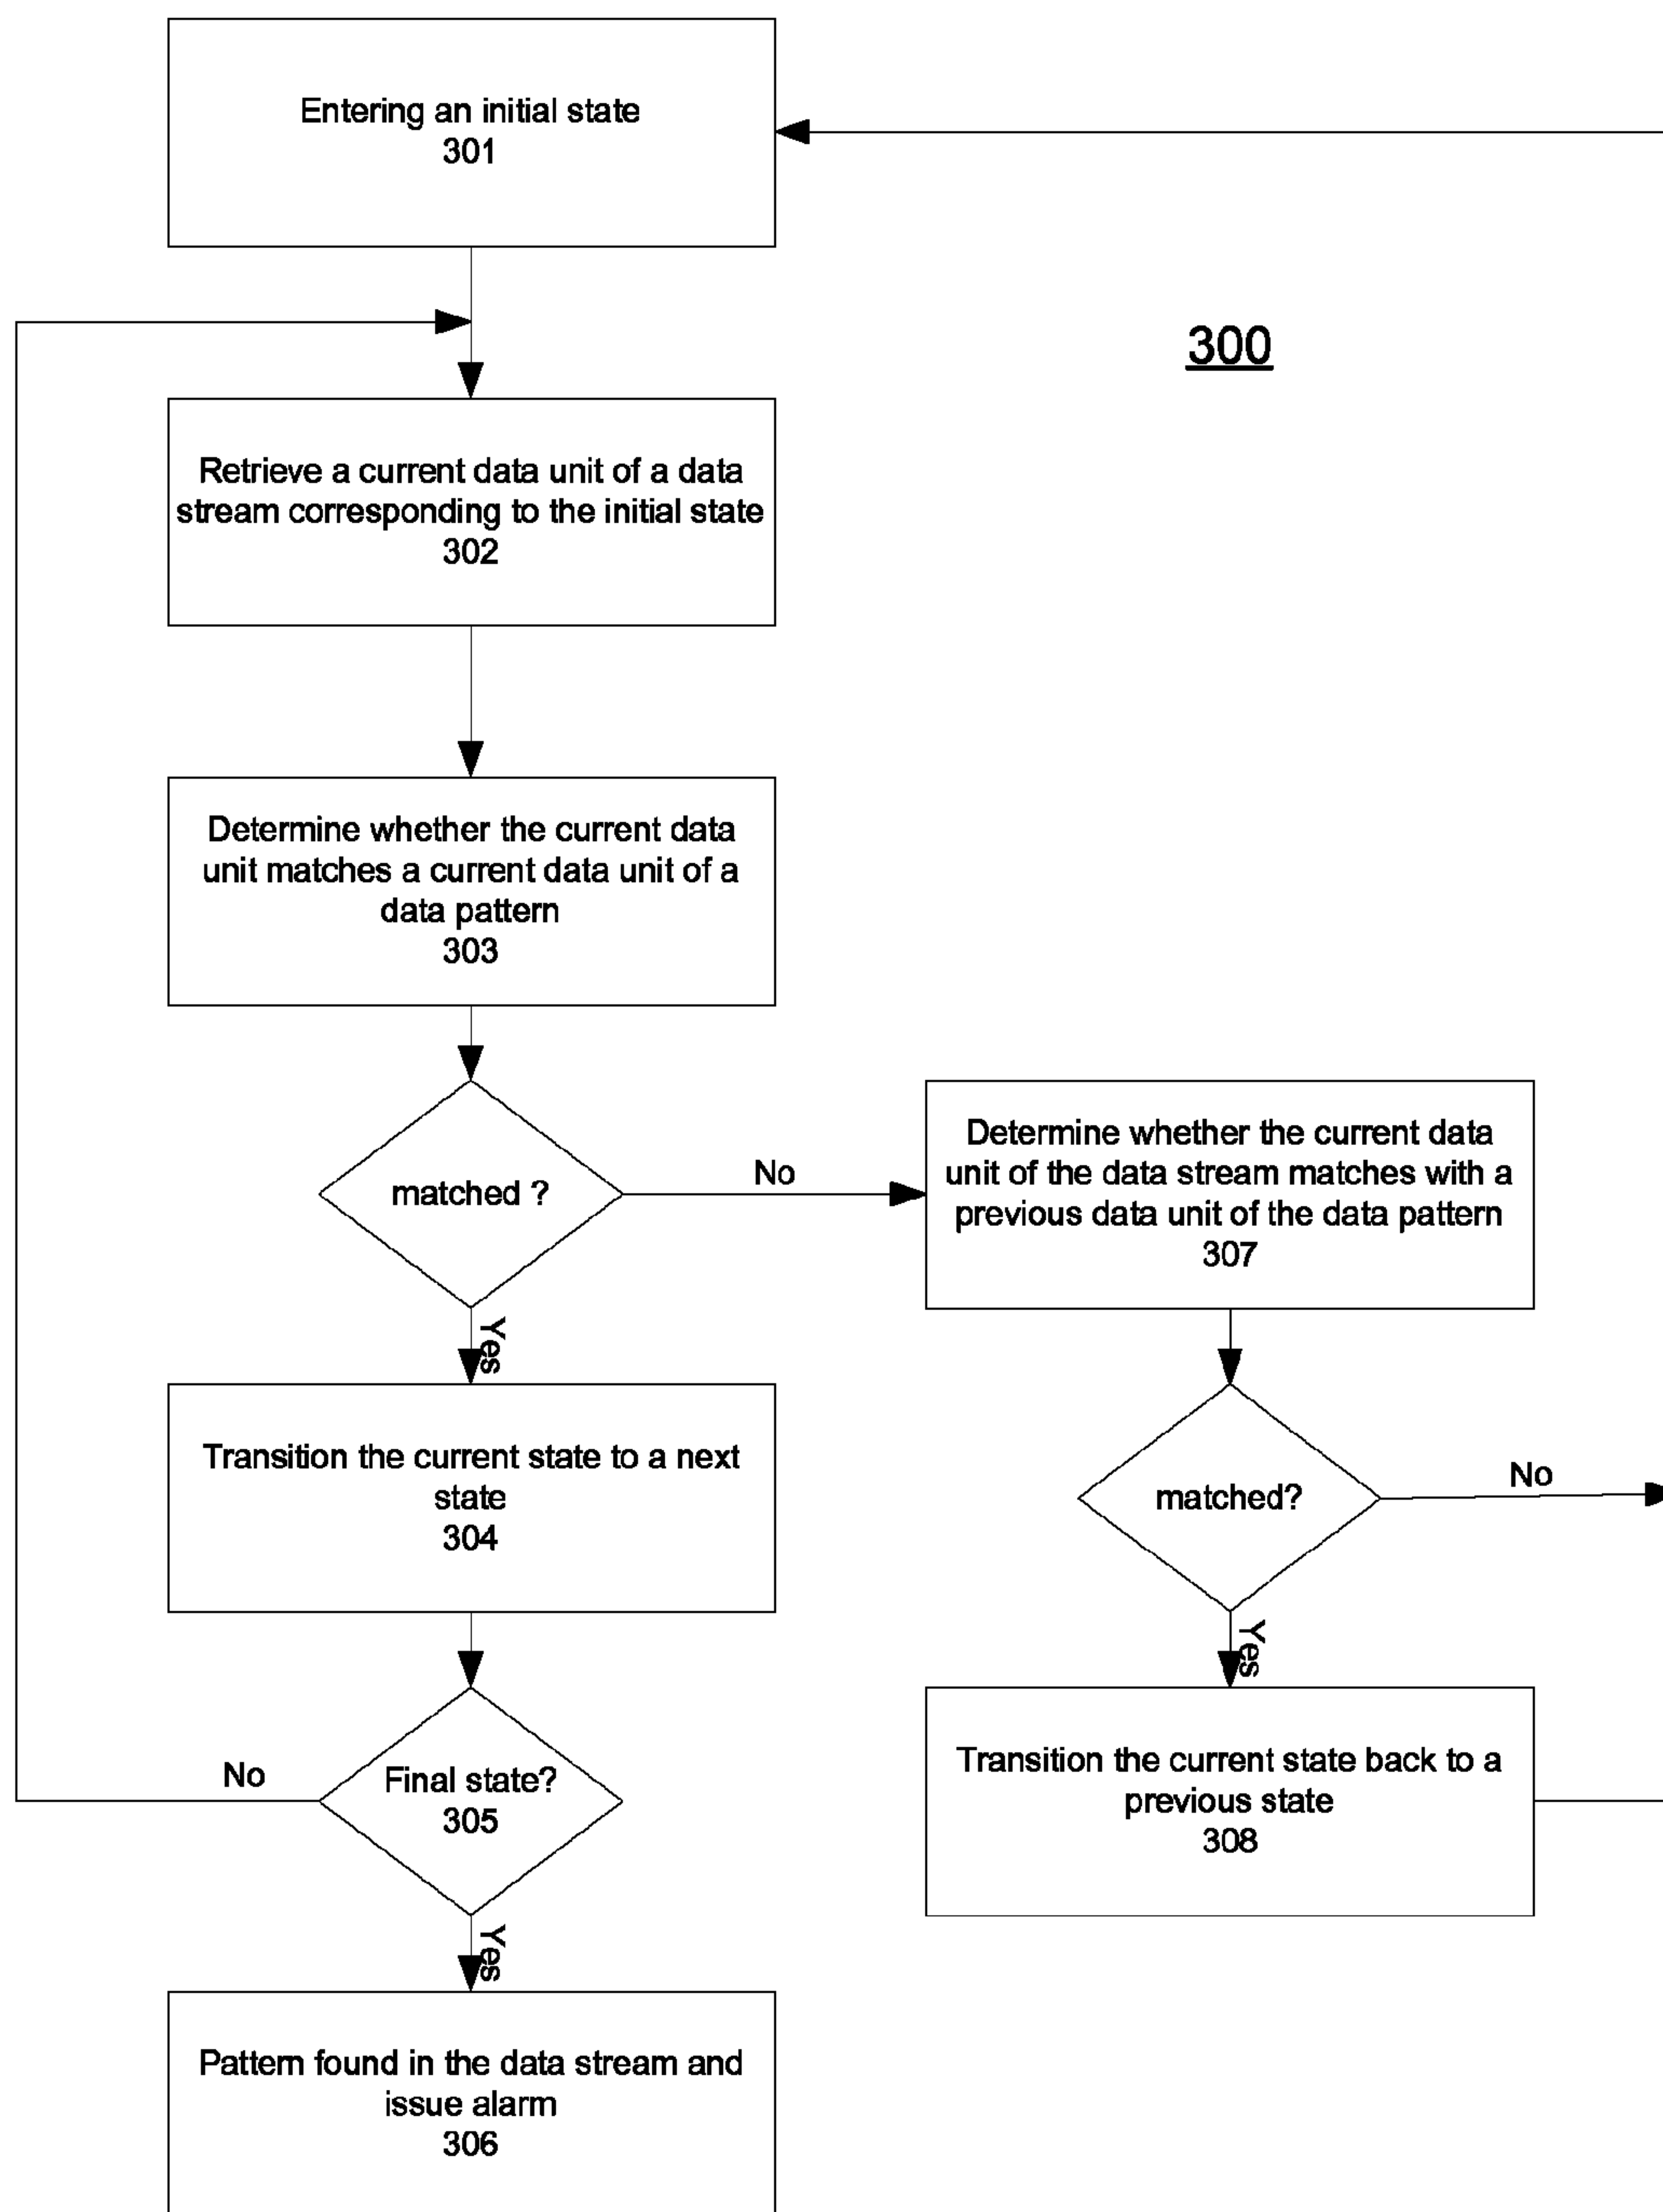 Entering an initial state
301
300
Retrieve a current data unit of a data
stream corresponding to the initial state
302
Determine whether the current data
unit matches a current data unit of a
data pattern
303
matched ?
No
Determine whether the current data
unit of the data stream matches with a
previous data unit of the data pattern
307
Yes
Transition the current state to a next
state
304
matched?
No
Yes
Final state?
305
No
Transition the current state back to a
previous state
308
Yes
Pattern found in the data stream and
issue alarm
306